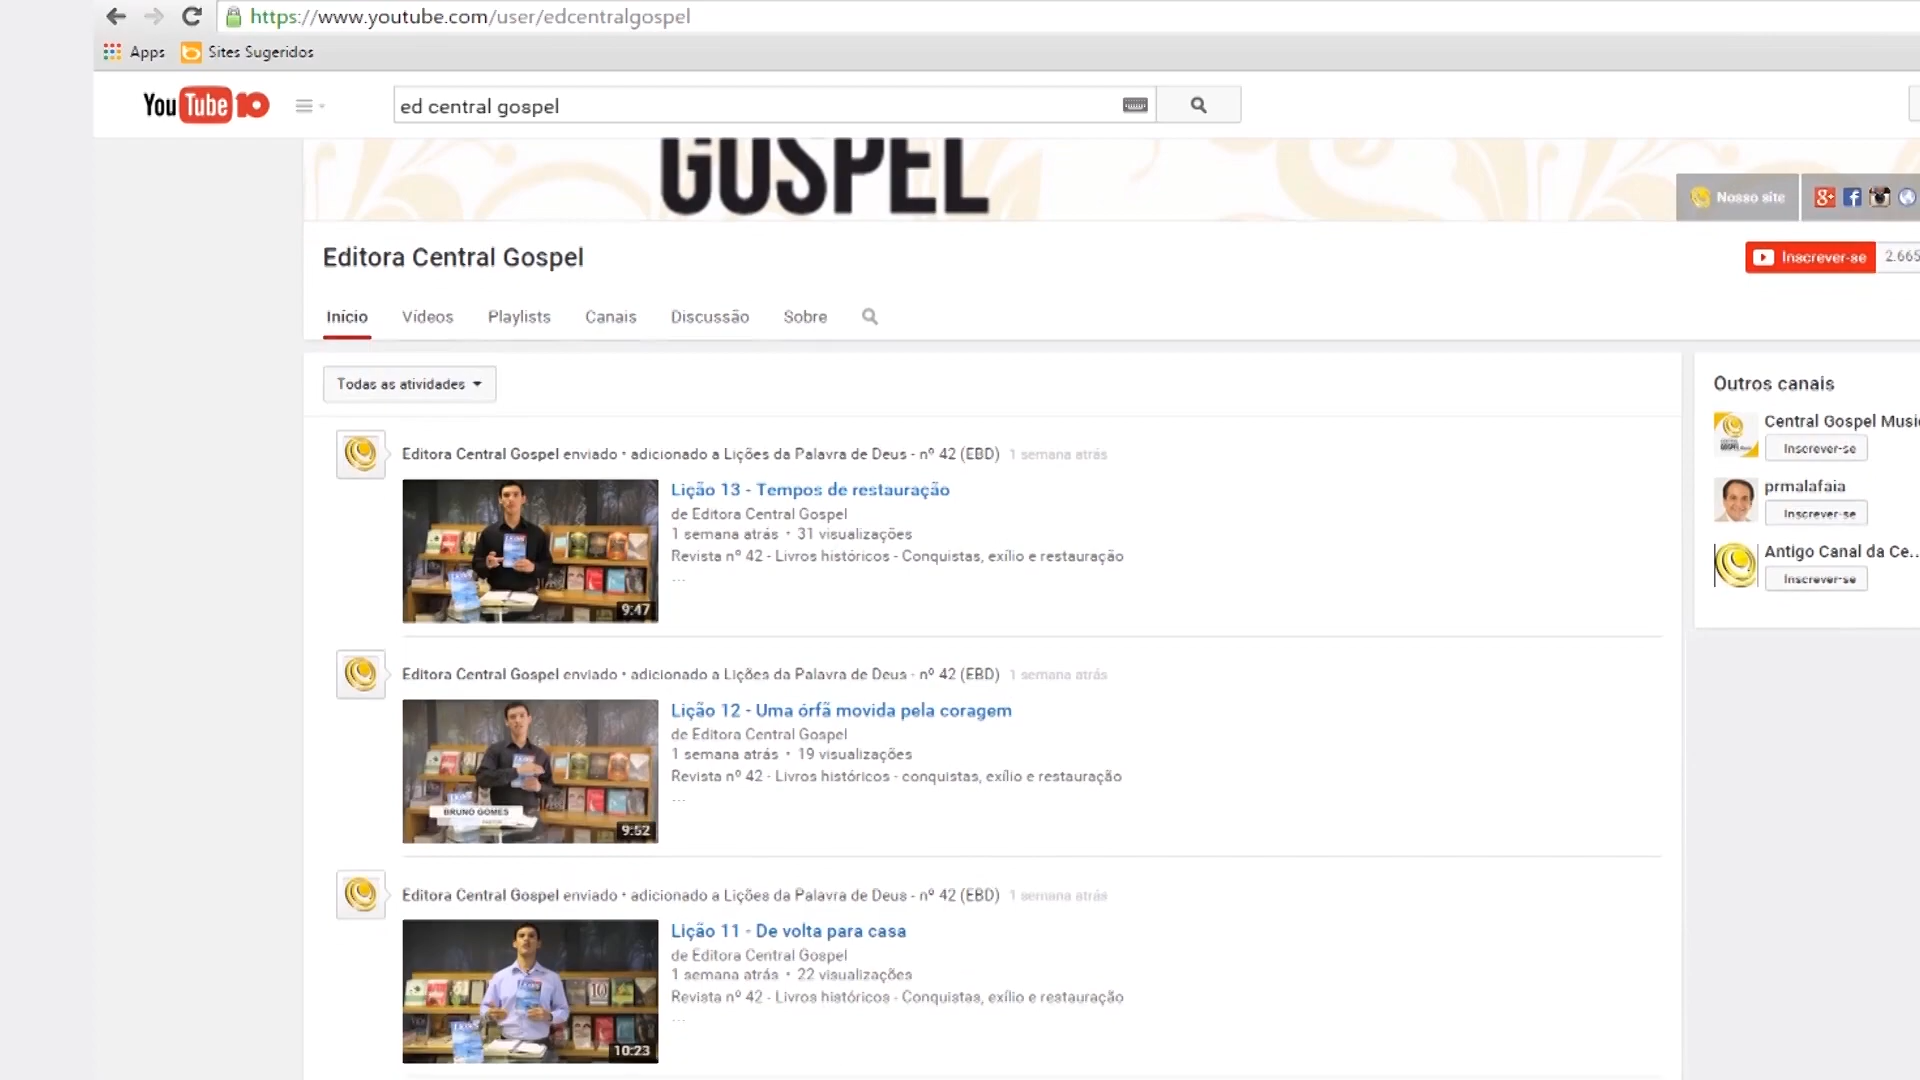 https://www.youtube.com/user/edcentralgospel
Apps Sites Sugeridos
YouTube 10
ed central gospel
GOSPEL
Nosso site
Editora Central Gospel
Inscrever-se 2.665
Início Vídeos Playlists Canais Discussão Sobre
Todas as atividades
Editora Central Gospel enviado • adicionado a Lições da Palavra de Deus - nº 42 (EBD) 1 semana atrás
Lição 13 - Tempos de restauração
de Editora Central Gospel
1 semana atrás • 31 visualizações
Revista nº 42 - Livros históricos - Conquistas, exílio e restauração
...
9:47
Editora Central Gospel enviado • adicionado a Lições da Palavra de Deus - nº 42 (EBD) 1 semana atrás
Lição 12 - Uma órfã movida pela coragem
de Editora Central Gospel
1 semana atrás • 19 visualizações
Revista nº 42 - Livros históricos - conquistas, exílio e restauração
...
BRUNO GOMES
9:52
Editora Central Gospel enviado • adicionado a Lições da Palavra de Deus - nº 42 (EBD) 1 semana atrás
Lição 11 - De volta para casa
de Editora Central Gospel
1 semana atrás • 22 visualizações
Revista nº 42 - Livros históricos - Conquistas, exílio e restauração
...
10:23
Outros canais
Central Gospel Musi
Inscrever-se
prmalafaia
Inscrever-se
Antigo Canal da Ce...
Inscrever-se